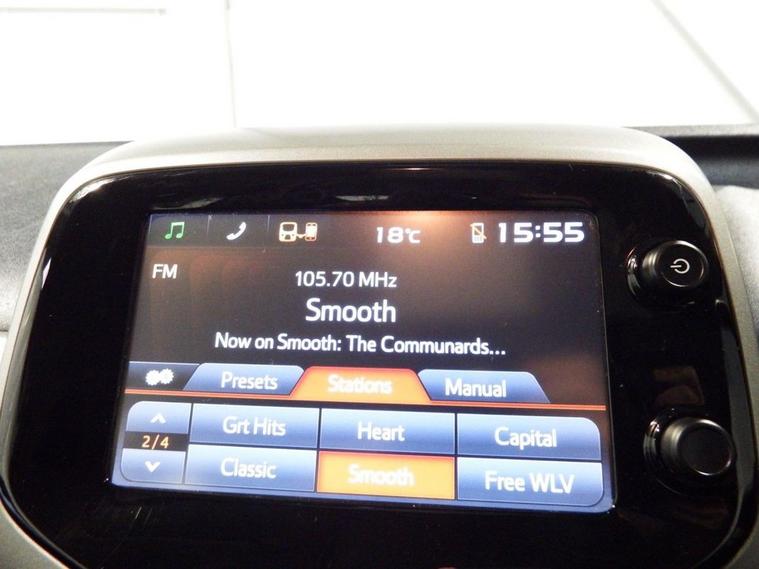 18°C 15:55
FM 105.70 MHz
Smooth
Now on Smooth: The Communards...
Presets Stations Manual
Grt Hits Heart Capital
2/4
Classic Smooth Free WLV